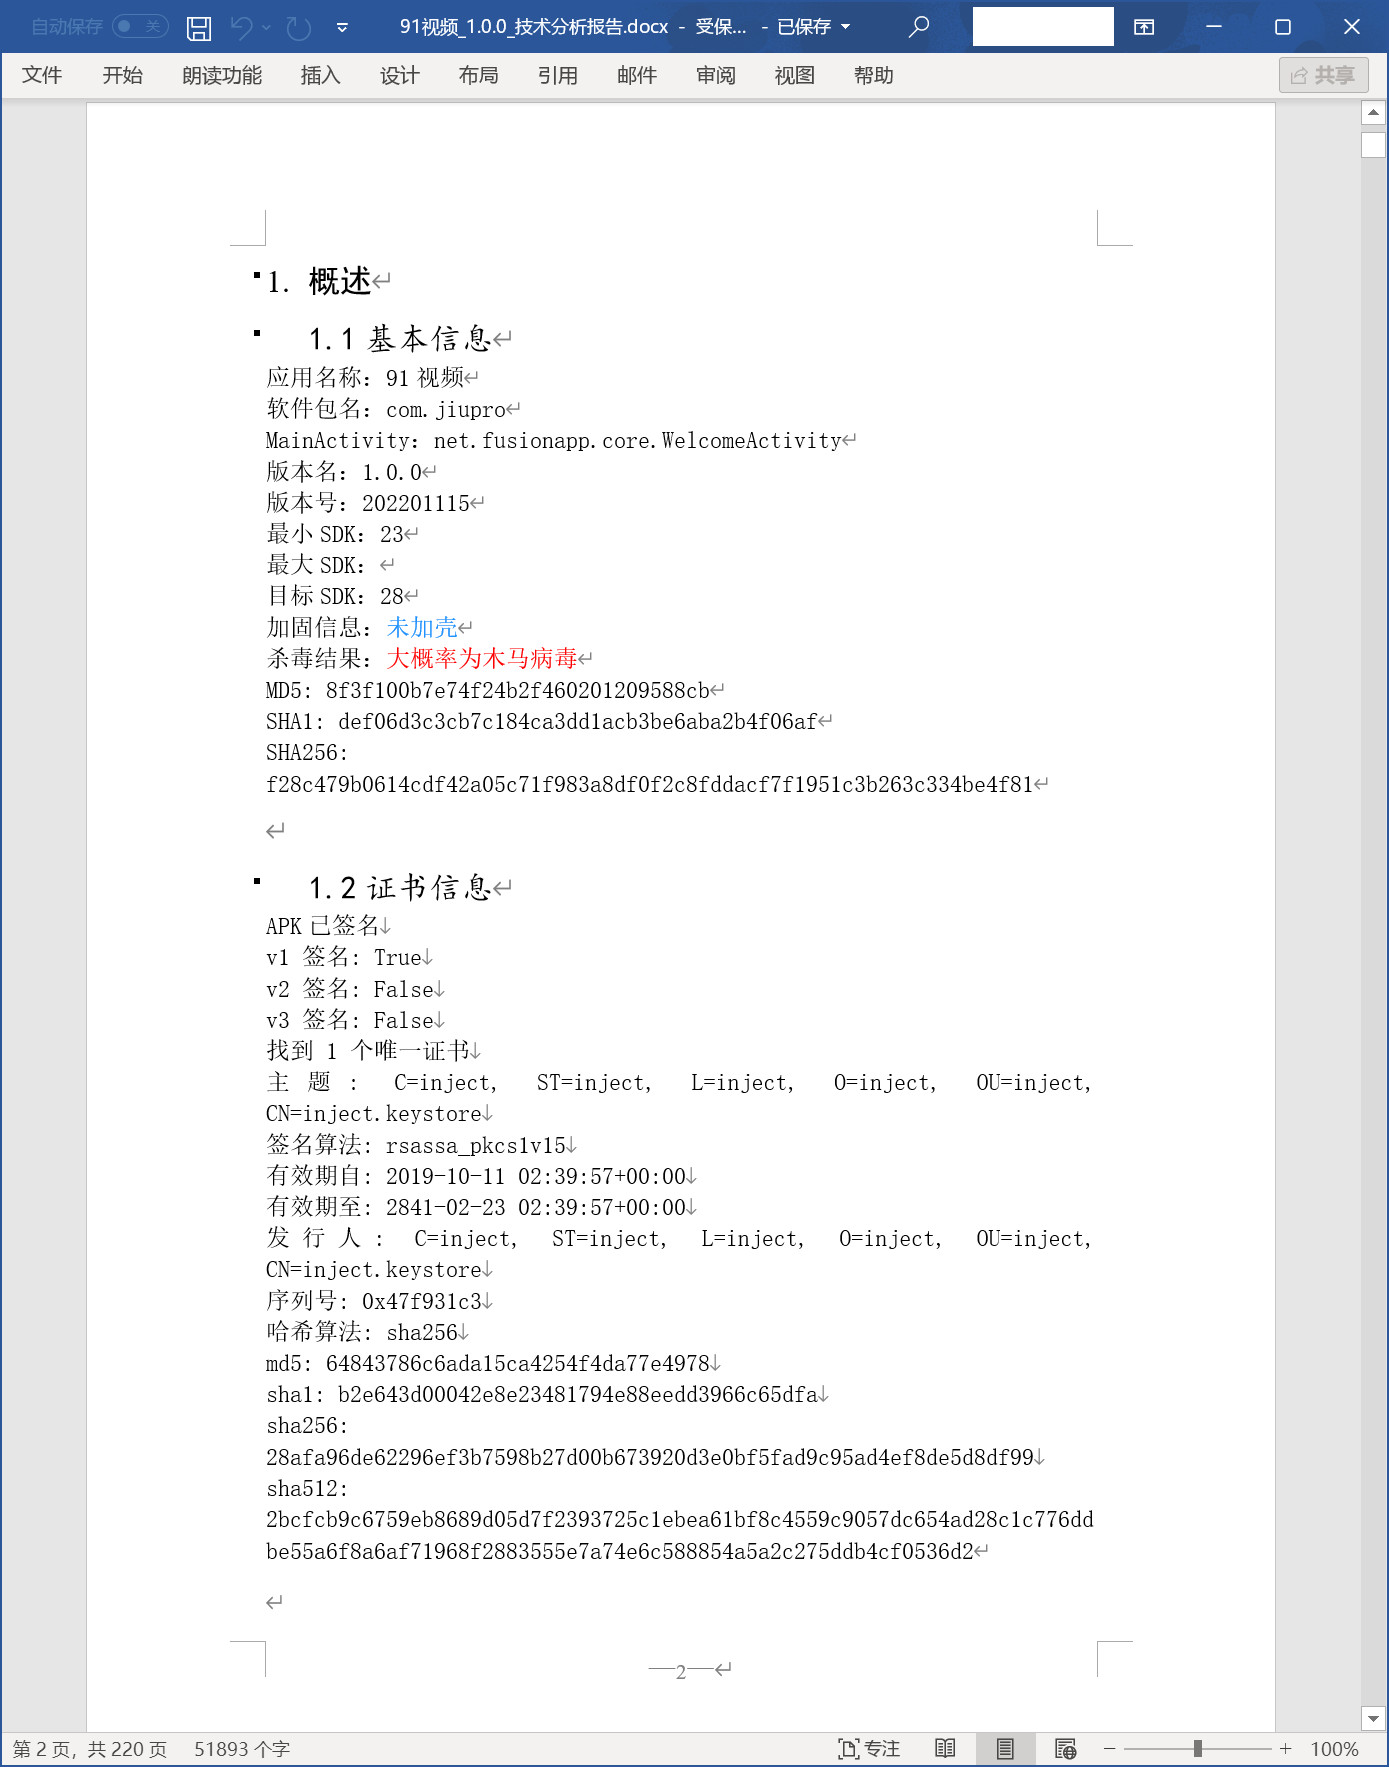 自动保存 关 91视频_1.0.0_技术分析报告.docx - 受保... - 已保存
文件 开始 朗读功能 插入 设计 布局 引用 邮件 审阅 视图 帮助 共享
1. 概述
1.1 基本信息
应用名称：91 视频
软件包名：com.jiupro
MainActivity：net.fusionapp.core.WelcomeActivity
版本名：1.0.0
版本号：202201115
最小 SDK：23
最大 SDK：
目标 SDK：28
加固信息：未加壳
杀毒结果：大概率为木马病毒
MD5: 8f3f100b7e74f24b2f460201209588cb
SHA1: def06d3c3cb7c184ca3dd1acb3be6aba2b4f06af
SHA256:
f28c479b0614cdf42a05c71f983a8df0f2c8fddacf7f1951c3b263c334be4f81
1.2 证书信息
APK 已签名
v1 签名: True
v2 签名: False
v3 签名: False
找到 1 个唯一证书
主题: C=inject, ST=inject, L=inject, O=inject, OU=inject,
CN=inject.keystore
签名算法: rsassa_pkcs1v15
有效期自: 2019-10-11 02:39:57+00:00
有效期至: 2841-02-23 02:39:57+00:00
发行人: C=inject, ST=inject, L=inject, O=inject, OU=inject,
CN=inject.keystore
序列号: 0x47f931c3
哈希算法: sha256
md5: 64843786c6ada15ca4254f4da77e4978
sha1: b2e643d00042e8e23481794e88eedd3966c65dfa
sha256:
28afa96de62296ef3b7598b27d00b673920d3e0bf5fad9c95ad4ef8de5d8df99
sha512:
2bcfcb9c6759eb8689d05d7f2393725c1ebea61bf8c4559c9057dc654ad28c1c776dd
be55a6f8a6af71968f2883555e7a74e6c588854a5a2c275ddb4cf0536d2
—2—
第 2 页，共 220 页 51893 个字 专注 100%